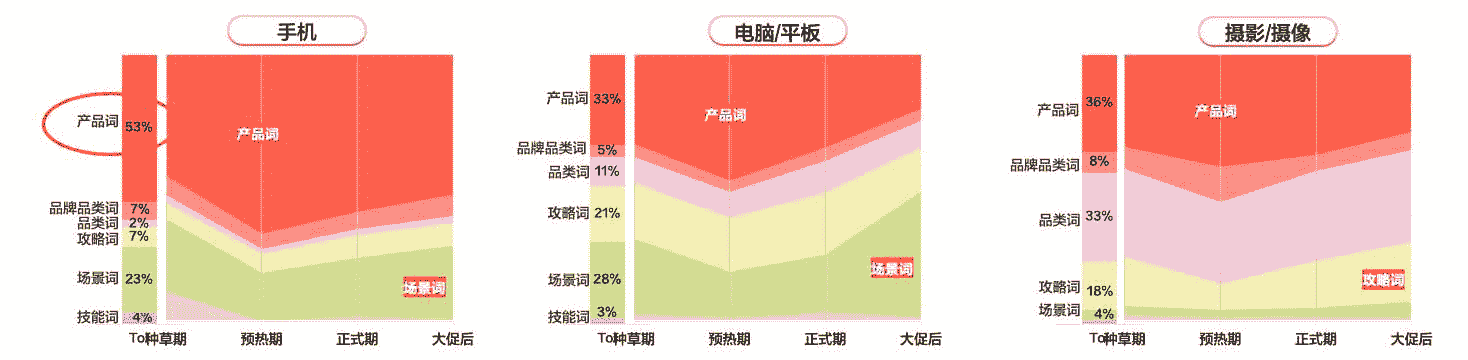 手机
产品词
53%
产品词
品牌品类词
7%
品类词
2%
攻略词
7%
场景词
23%
场景词
技能词
4%
种草期
预热期
正式期
大促后
电脑/平板
产品词
33%
产品词
品牌品类词
5%
品类词
11%
攻略词
21%
场景词
28%
场景词
技能词
3%
种草期
预热期
正式期
大促后
摄影/摄像
产品词
36%
产品词
品牌品类词
8%
品类词
33%
攻略词
18%
攻略词
场景词
4%
种草期
预热期
正式期
大促后